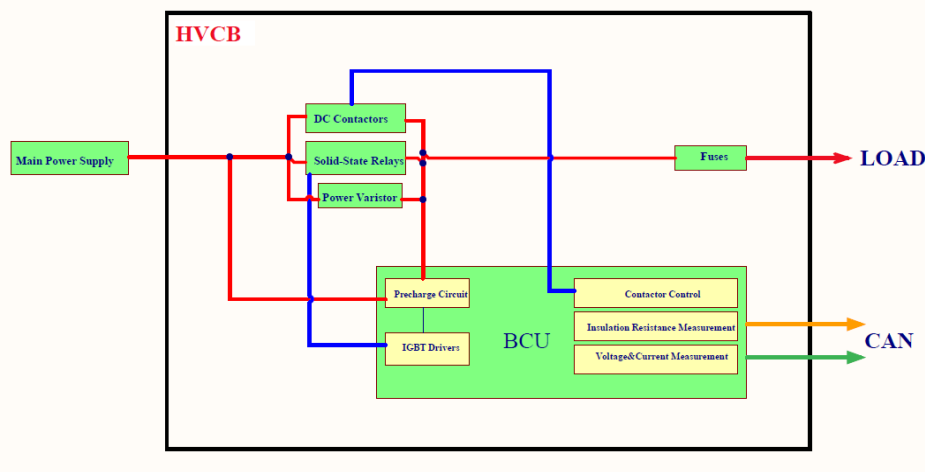 HVCB
DC Contactors
Main Power Supply
Solid-State Relays
Fuses
LOAD
Power Varistor
Precharge Circuit
Contactor Control
Insulation Resistance Measurement
BCU
CAN
IGBT Drivers
Voltage&Current Measurement